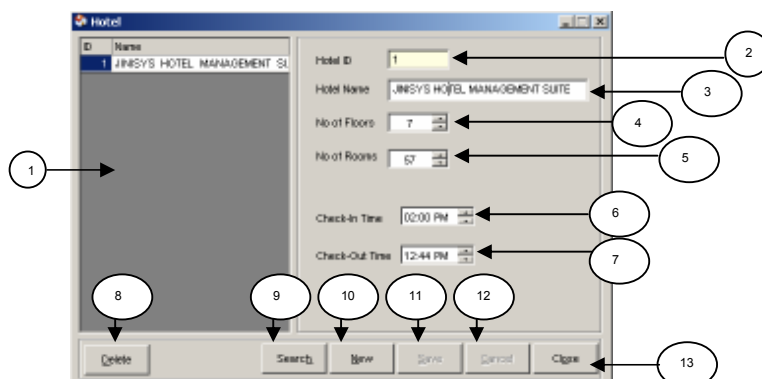 Hotel
ID Name
1 JINISYS HOTEL MANAGEMENT SU
Hotel ID 1
Hotel Name JINISYS HOTEL MANAGEMENT SUITE
No of Floors 7
No of Rooms 57
Check-In Time 02:00 PM
Check-Out Time 12:44 PM
Delete Search New Save Cancel Close
1
2
3
4
5
6
7
8 9 10 11 12
13